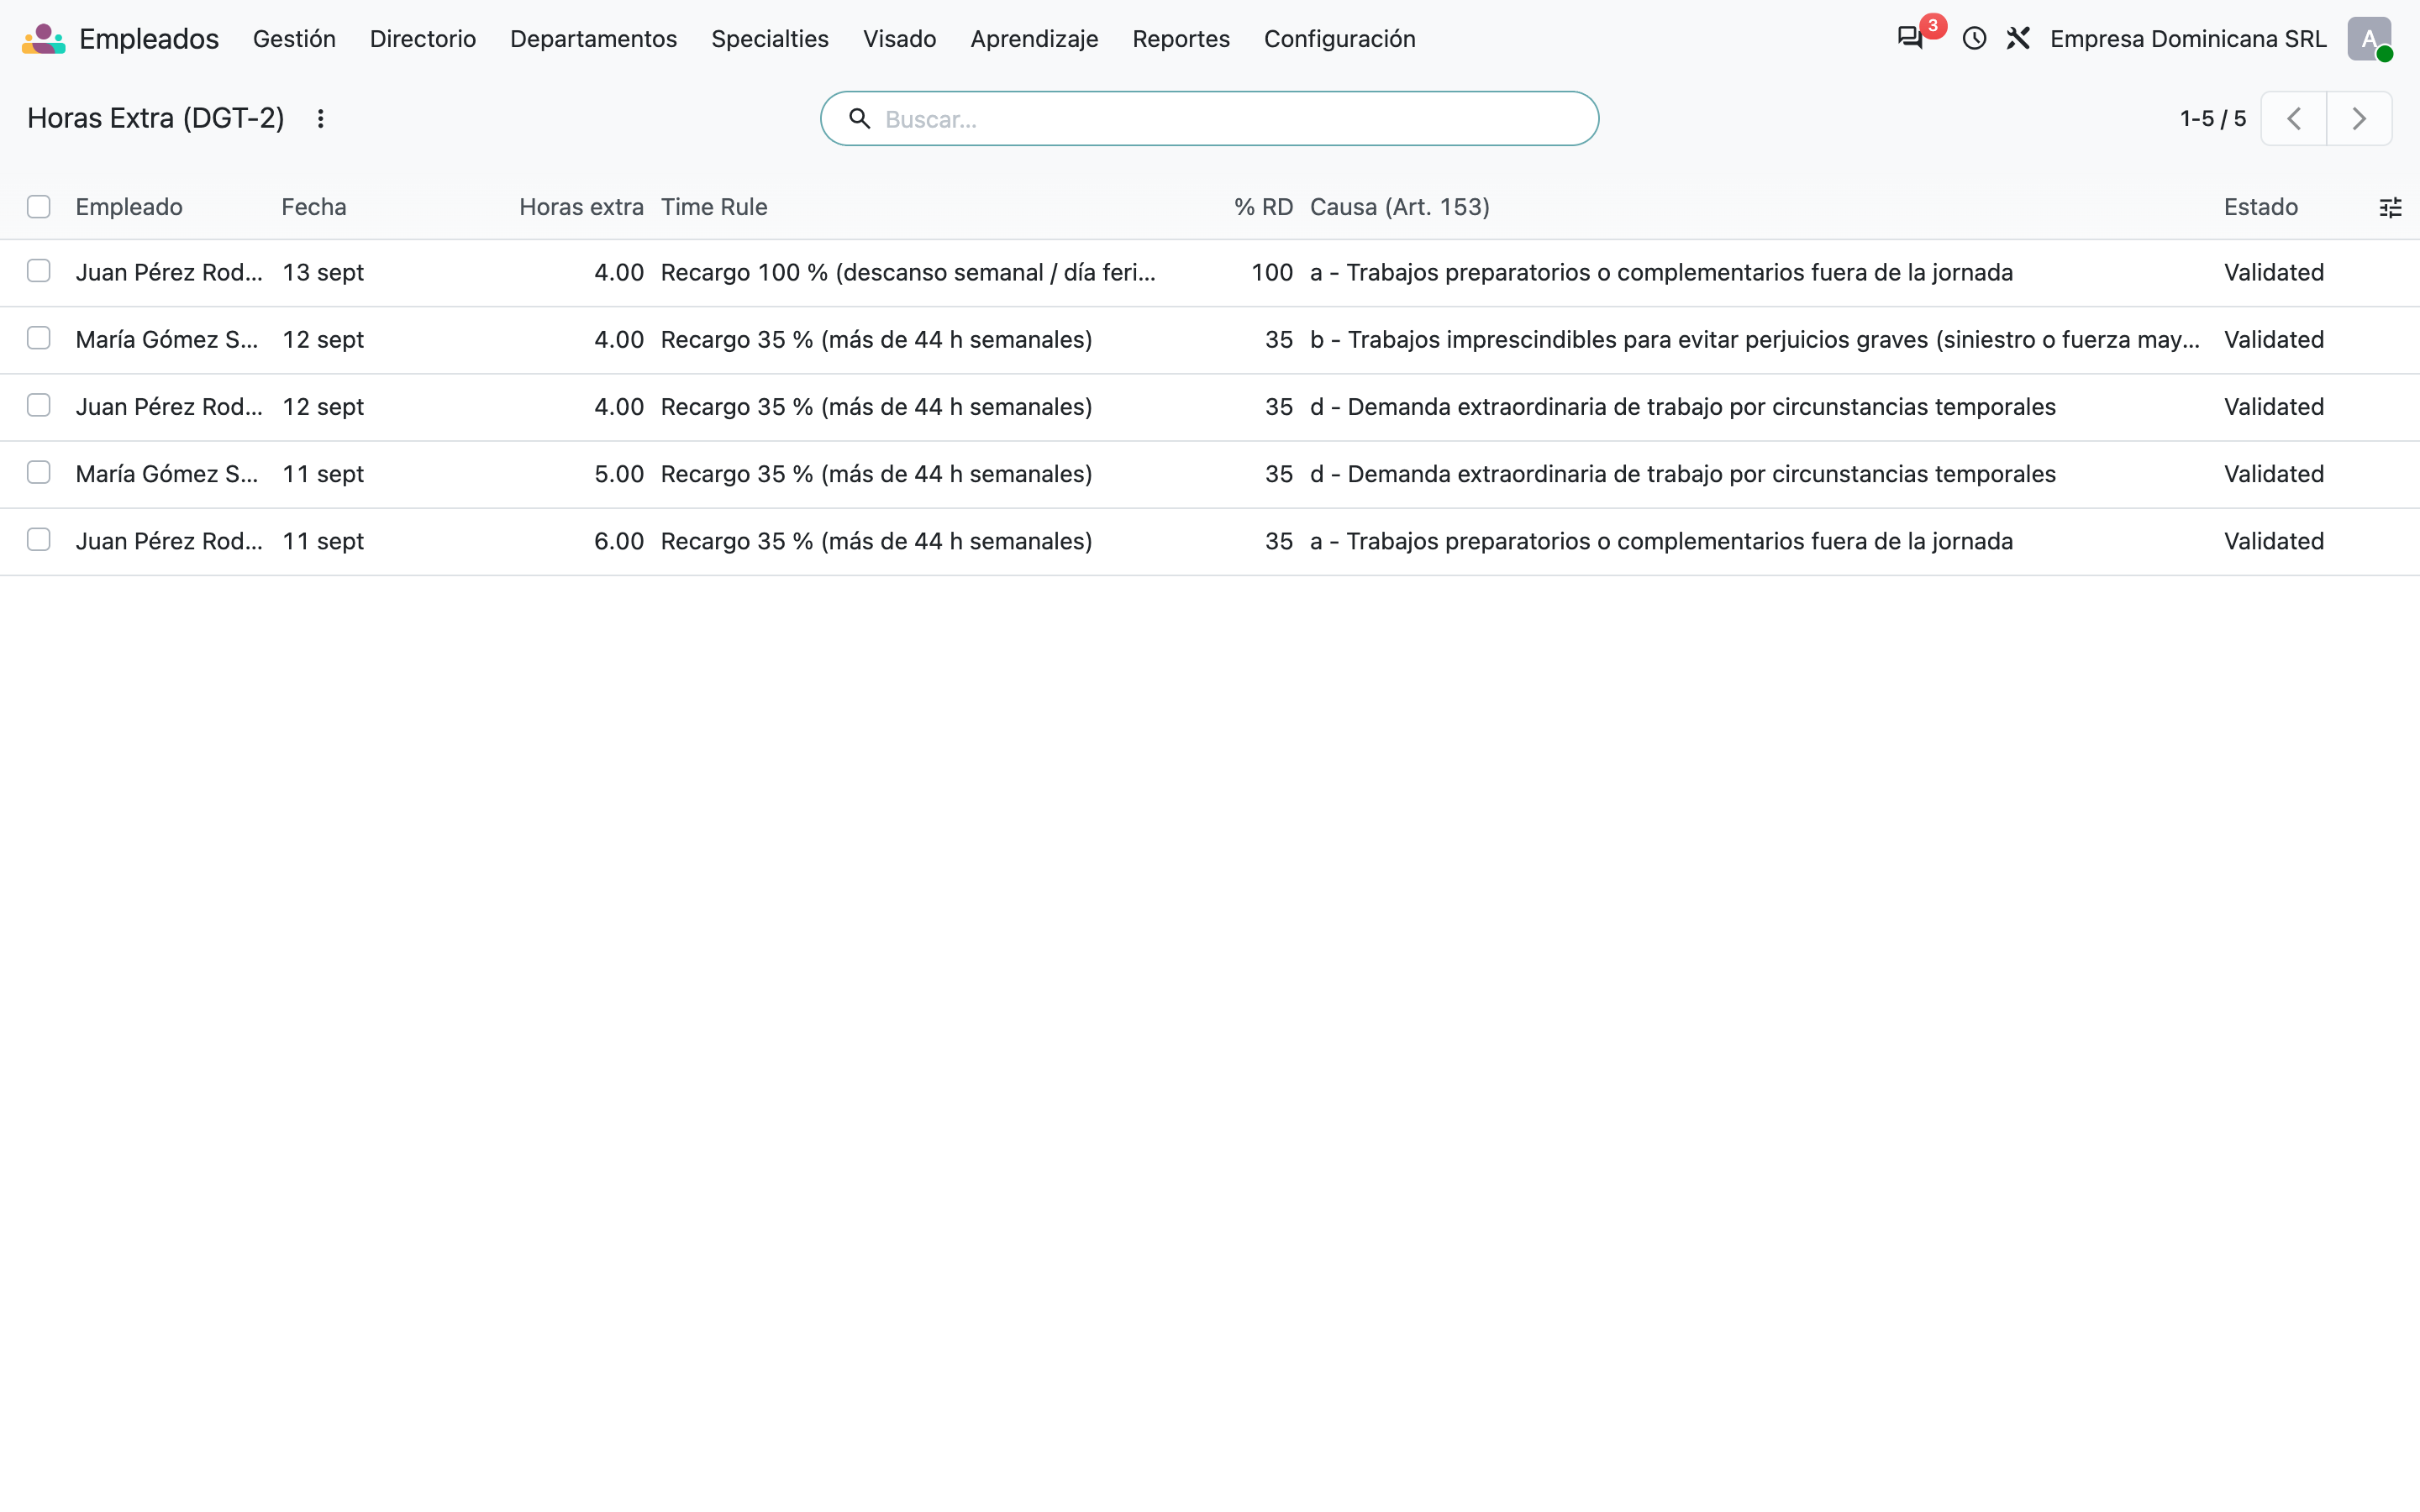 Empleados Gestión Directorio Departamentos Specialties Visado Aprendizaje Reportes Configuración 3 Empresa Dominicana SRL A
Horas Extra (DGT-2) Buscar... 1-5 / 5
Empleado Fecha Horas extra Time Rule % RD Causa (Art. 153) Estado
Juan Pérez Rod... 13 sept 4.00 Recargo 100 % (descanso semanal / día feri... 100 a - Trabajos preparatorios o complementarios fuera de la jornada Validated
María Gómez S... 12 sept 4.00 Recargo 35 % (más de 44 h semanales) 35 b - Trabajos imprescindibles para evitar perjuicios graves (siniestro o fuerza may... Validated
Juan Pérez Rod... 12 sept 4.00 Recargo 35 % (más de 44 h semanales) 35 d - Demanda extraordinaria de trabajo por circunstancias temporales Validated
María Gómez S... 11 sept 5.00 Recargo 35 % (más de 44 h semanales) 35 d - Demanda extraordinaria de trabajo por circunstancias temporales Validated
Juan Pérez Rod... 11 sept 6.00 Recargo 35 % (más de 44 h semanales) 35 a - Trabajos preparatorios o complementarios fuera de la jornada Validated